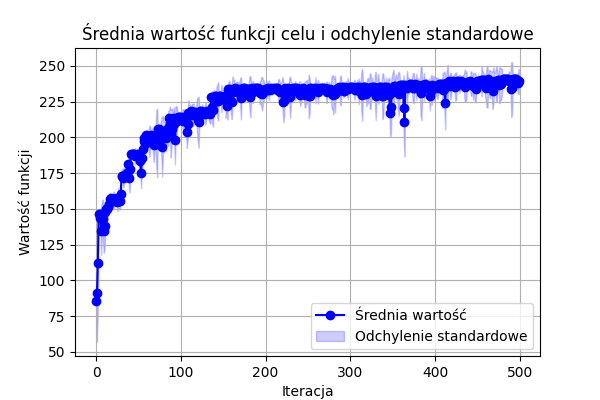 Średnia wartość funkcji celu i odchylenie standardowe
250
225
200
175
150
125
100
75
50
Wartość funkcji
0 100 200 300 400 500
Iteracja
Średnia wartość
Odchylenie standardowe